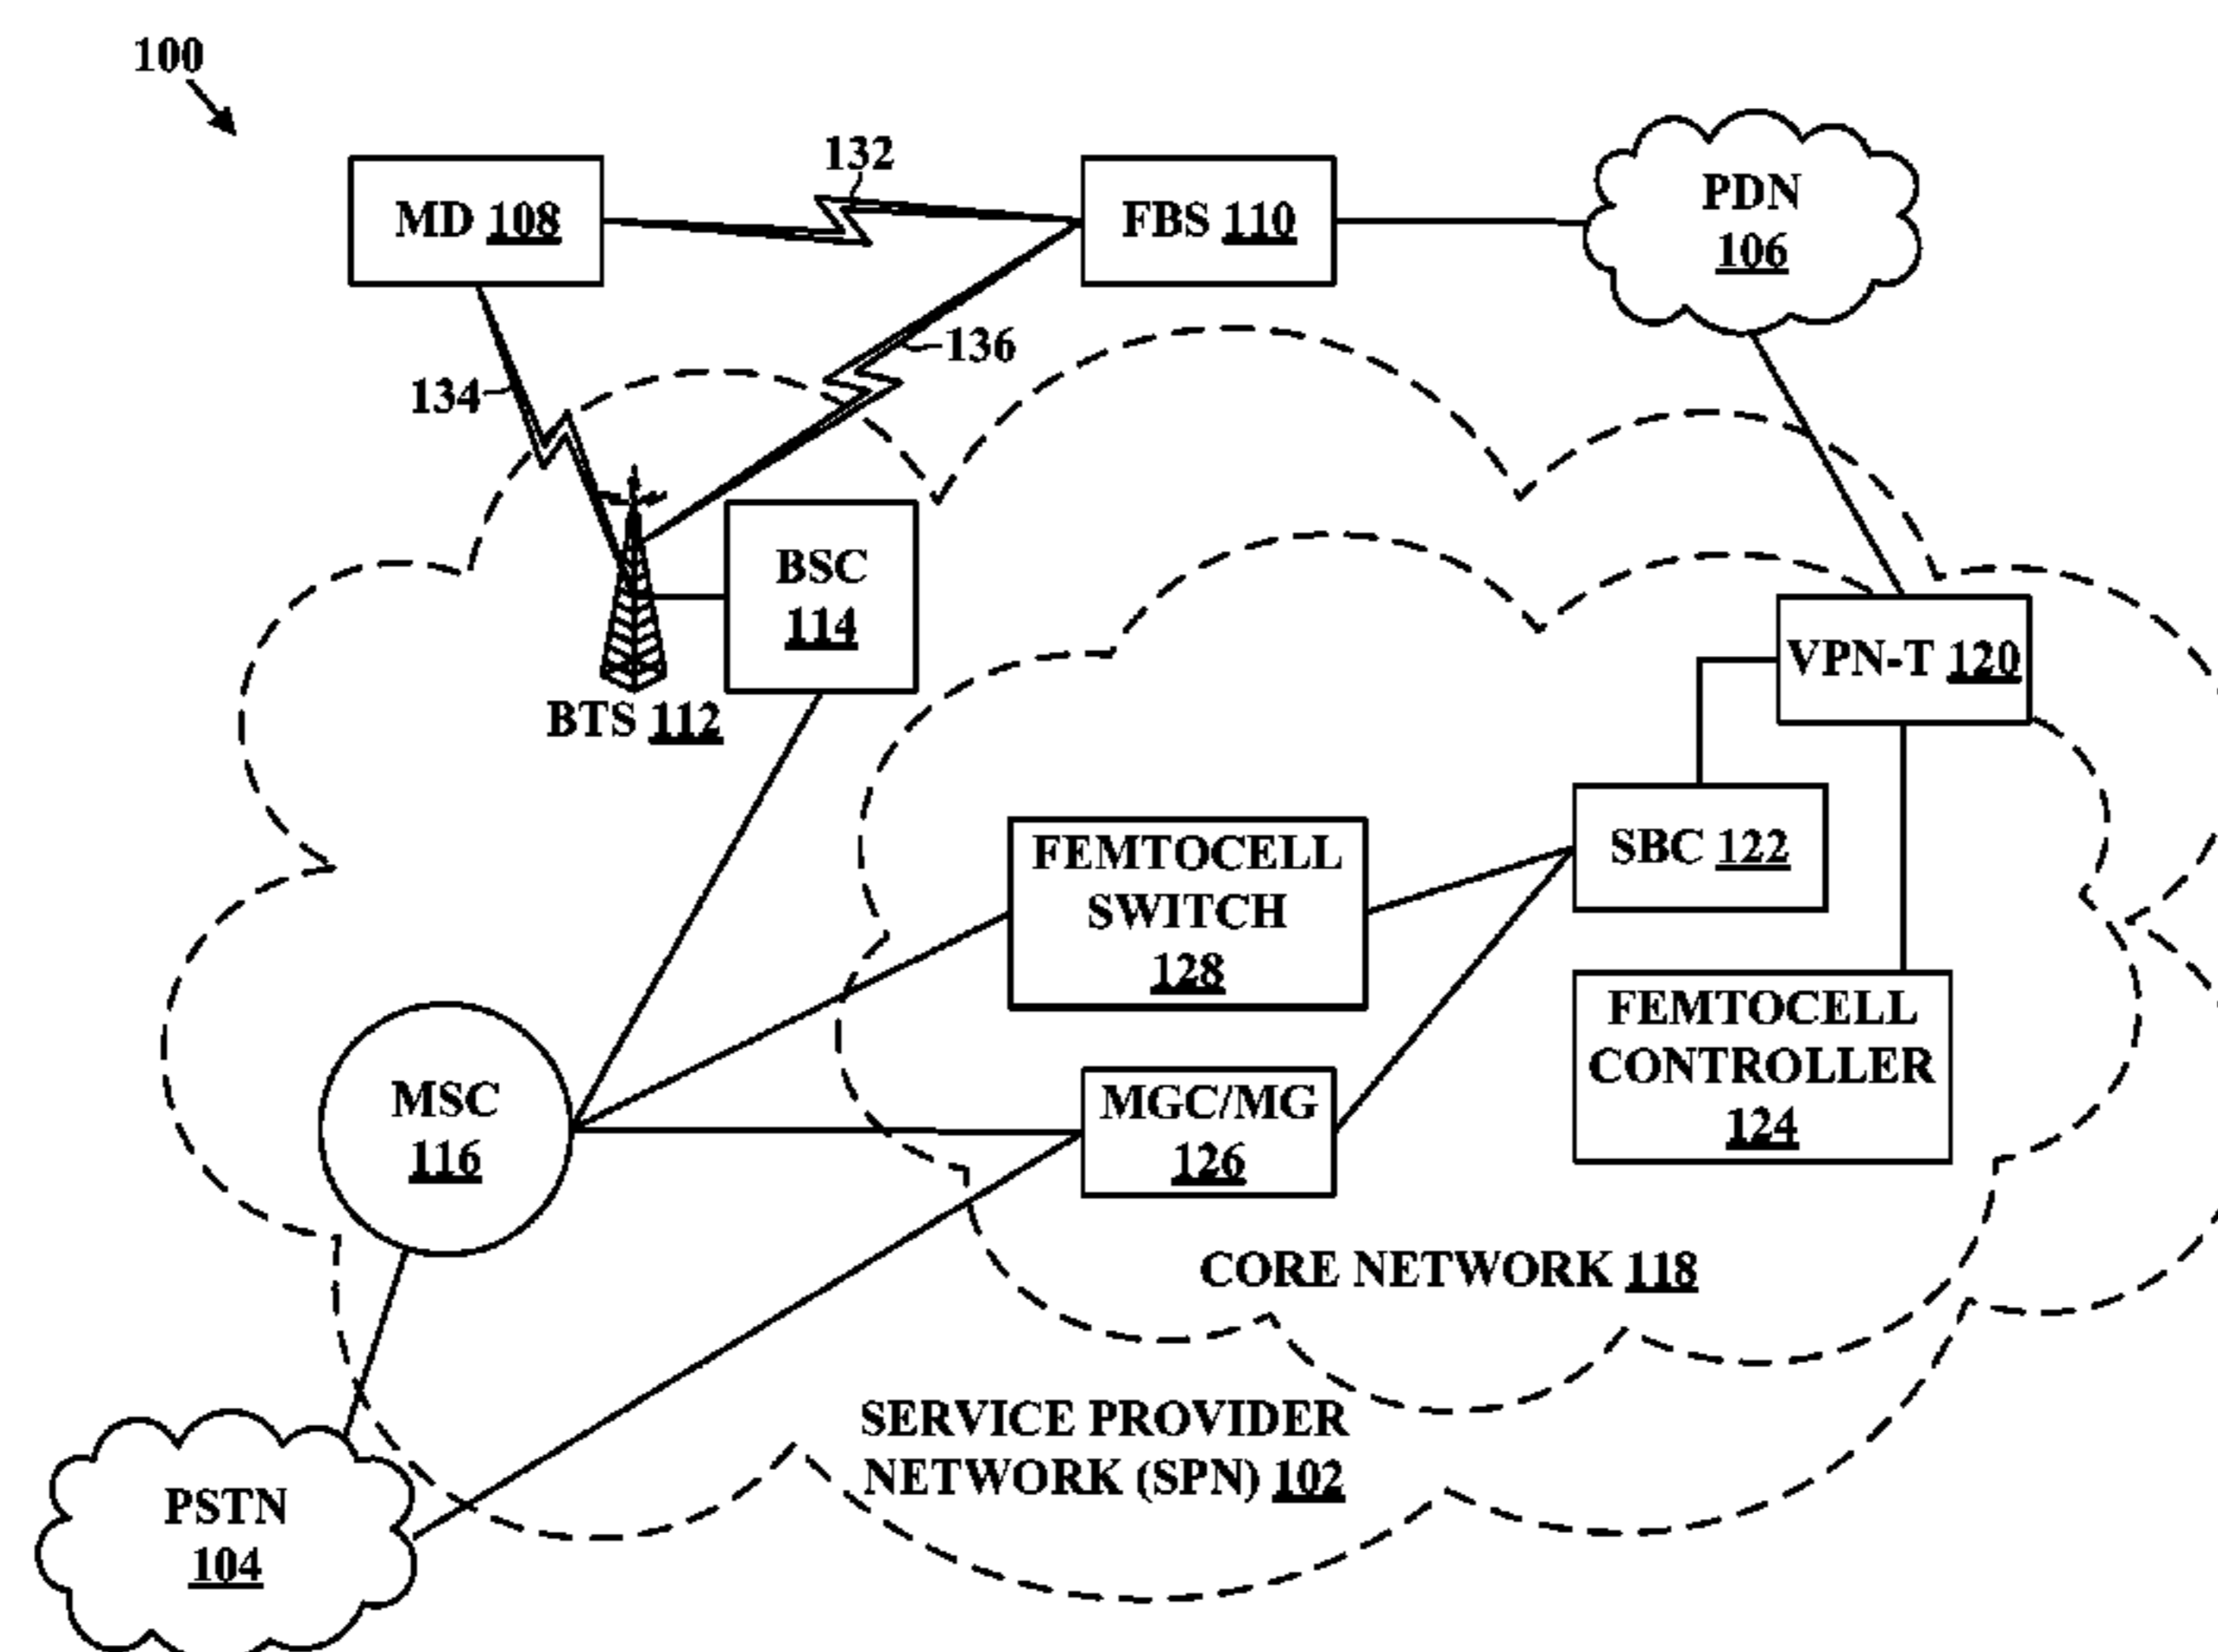 100
132
MD 108
FBS 110
PDN
106
136
134
BSC
114
BTS 112
VPN-T 120
FEMTOCELL
SWITCH
128
SBC 122
FEMTOCELL
CONTROLLER
124
MSC
116
MGC/MG
126
CORE NETWORK 118
SERVICE PROVIDER
NETWORK (SPN) 102
PSTN
104